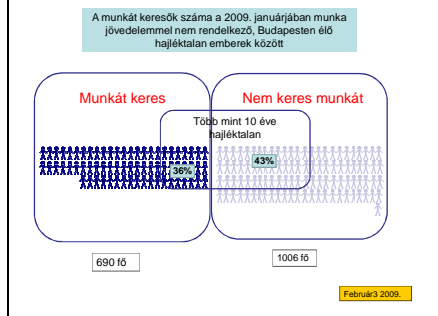 A munkát keresők száma a 2009. januárjában munka
jövedelemmel nem rendelkező, Budapesten élő
hajléktalan emberek között
Munkát keres
Nem keres munkát
Több mint 10 éve
hajléktalan
43%
36%
690 fő
1006 fő
Február3 2009.